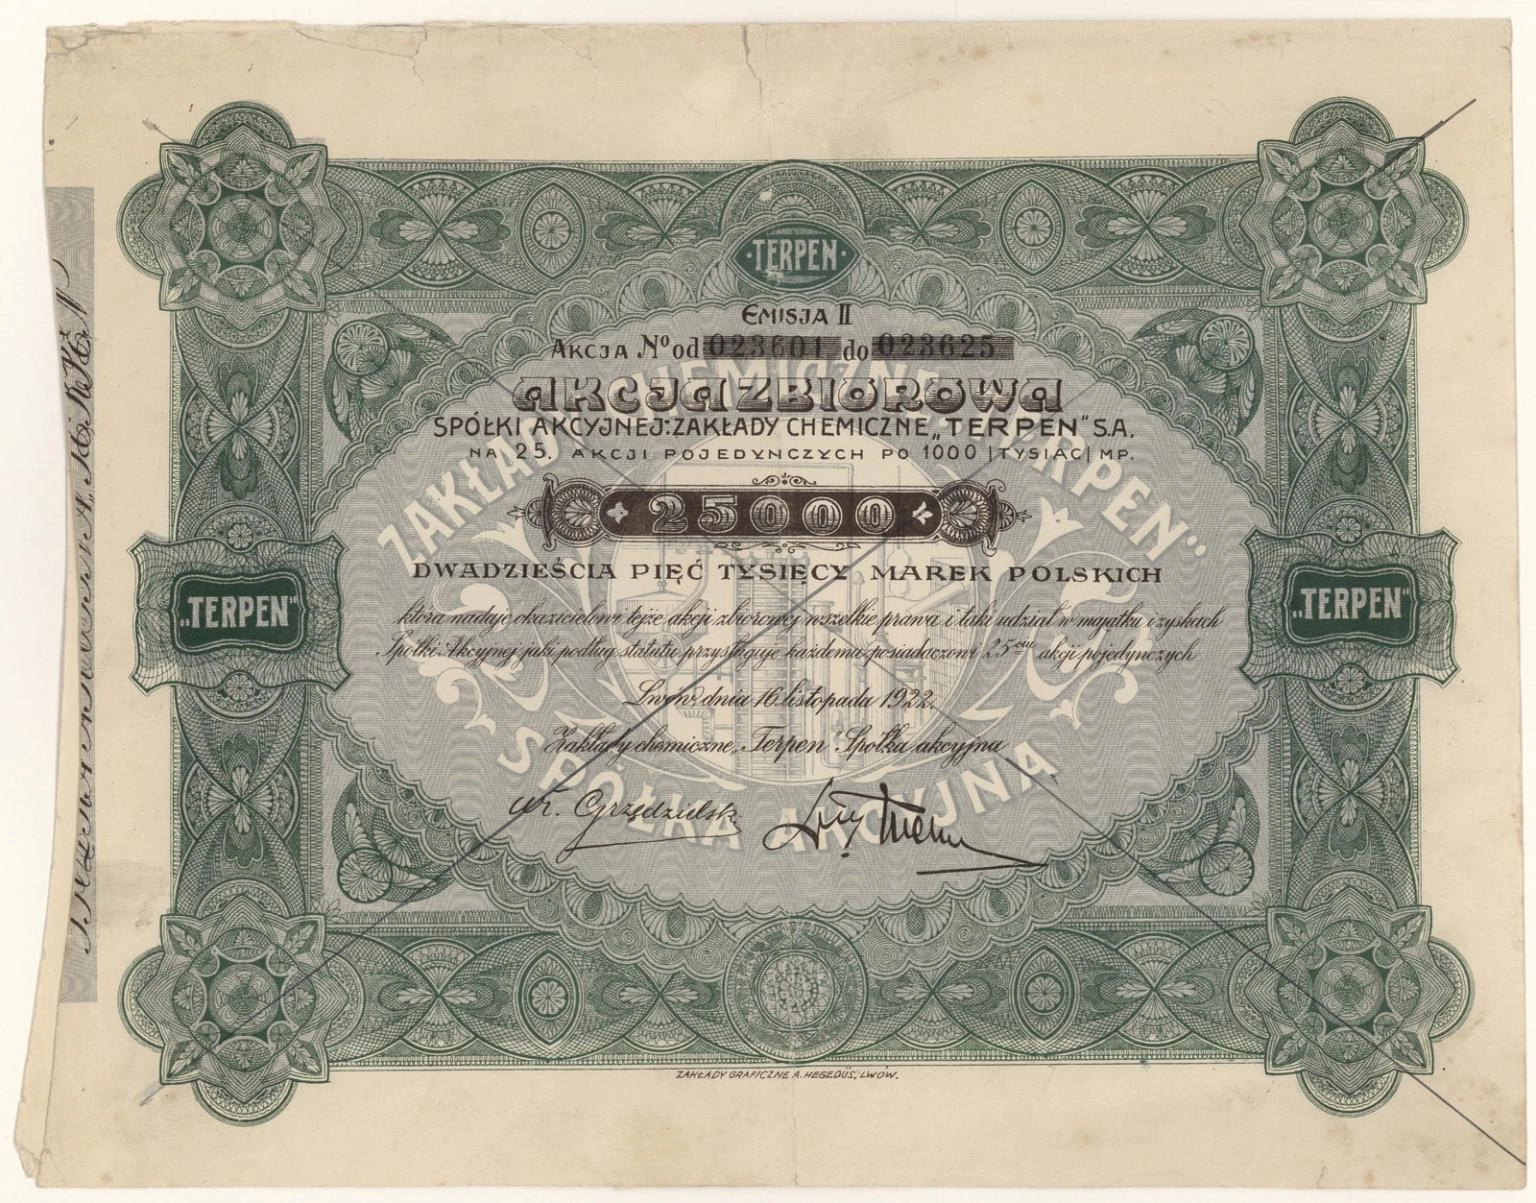 ·TERPEN·
EMISJA II
AKCJA No od 023601 do 023625
AKCJA ZBIOROWA
SPÓŁKI AKCYJNEJ: ZAKŁADY CHEMICZNE „TERPEN" S.A.
NA 25. AKCJI POJEDYNCZYCH PO 1000 |TYSIĄC| MP.
25000
DWADZIEŚCIA PIĘĆ TYSIĘCY MAREK POLSKICH
która nadaje okazicielowi tejże akcji zbiorowej wszelkie prawa i taki udział w majątku i zyskach
Spółki Akcyjnej jaki podług statutu przysługuje każdemu posiadaczowi 25ciu akcji pojedynczych
Lwów, dnia 16 listopada 1922.
Zakłady chemiczne „Terpen" Spółka akcyjna
Grzędzielski
„TERPEN"
„TERPEN"
ZAKŁADY CHEMICZNE „TERPEN"
SPÓŁKA AKCYJNA
ZAKŁADY GRAFICZNE A. HEGEDÜS, LWÓW.